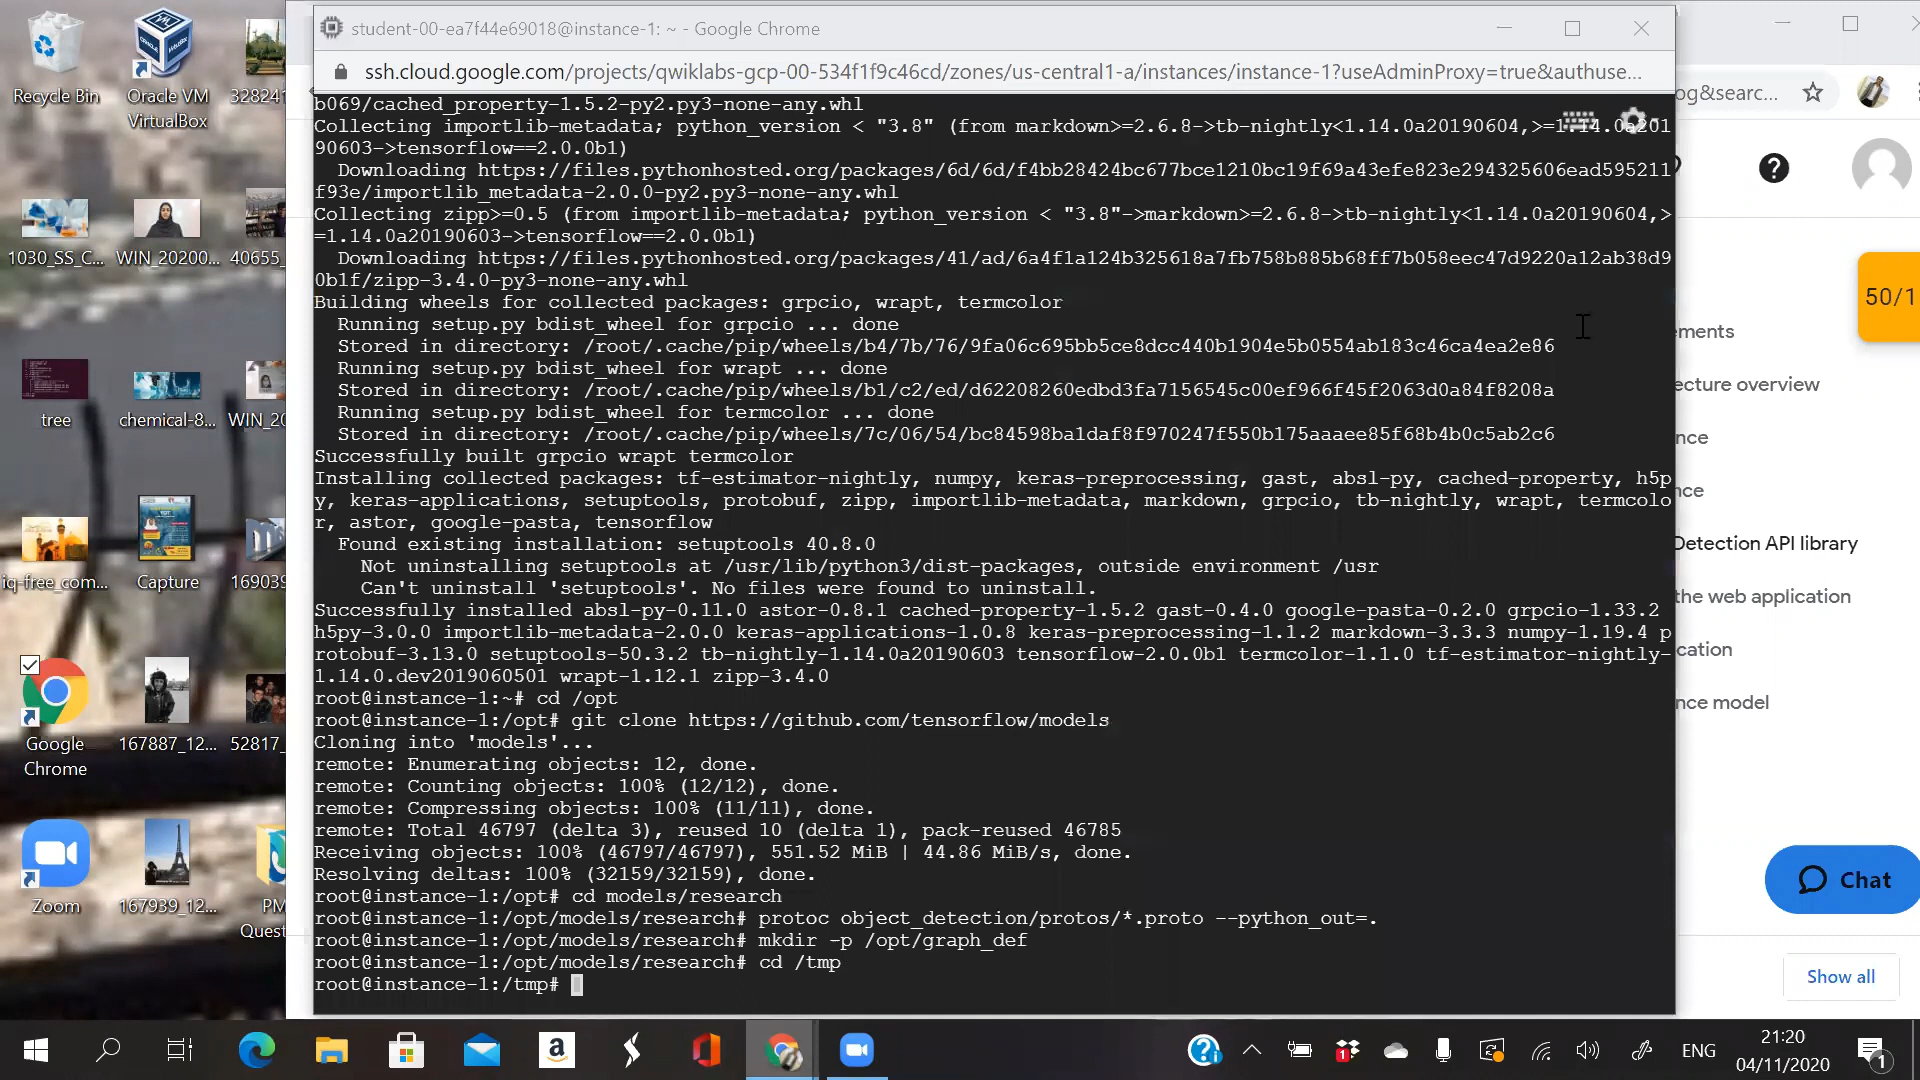 student-00-ea7f44e69018@instance-1: ~ - Google Chrome
ssh.cloud.google.com/projects/qwiklabs-gcp-00-534f1f9c46cd/zones/us-central1-a/instances/instance-1?useAdminProxy=true&authuse...
og&searc...
b069/cached_property-1.5.2-py2.py3-none-any.whl
Collecting importlib-metadata; python_version < "3.8" (from markdown>=2.6.8->tb-nightly<1.14.0a20190604,>=1.14.0a201
90603->tensorflow==2.0.0b1)
Downloading https://files.pythonhosted.org/packages/6d/6d/f4bb28424bc677bce1210bc19f69a43efe823e294325606ead595211
f93e/importlib_metadata-2.0.0-py2.py3-none-any.whl
Collecting zipp>=0.5 (from importlib-metadata; python_version < "3.8"->markdown>=2.6.8->tb-nightly<1.14.0a20190604,>
=1.14.0a20190603->tensorflow==2.0.0b1)
Downloading https://files.pythonhosted.org/packages/41/ad/6a4f1a124b325618a7fb758b885b68ff7b058eec47d9220a12ab38d9
0b1f/zipp-3.4.0-py3-none-any.whl
Building wheels for collected packages: grpcio, wrapt, termcolor
Running setup.py bdist_wheel for grpcio ... done
Stored in directory: /root/.cache/pip/wheels/b4/7b/76/9fa06c695bb5ce8dcc440b1904e5b0554ab183c46ca4ea2e86
Running setup.py bdist_wheel for wrapt ... done
Stored in directory: /root/.cache/pip/wheels/b1/c2/ed/d62208260edbd3fa7156545c00ef966f45f2063d0a84f8208a
Running setup.py bdist_wheel for termcolor ... done
Stored in directory: /root/.cache/pip/wheels/7c/06/54/bc84598ba1daf8f970247f550b175aaaee85f68b4b0c5ab2c6
Successfully built grpcio wrapt termcolor
Installing collected packages: tf-estimator-nightly, numpy, keras-preprocessing, gast, absl-py, cached-property, h5p
y, keras-applications, setuptools, protobuf, zipp, importlib-metadata, markdown, grpcio, tb-nightly, wrapt, termcolo
r, astor, google-pasta, tensorflow
Found existing installation: setuptools 40.8.0
Not uninstalling setuptools at /usr/lib/python3/dist-packages, outside environment /usr
Can't uninstall 'setuptools'. No files were found to uninstall.
Successfully installed absl-py-0.11.0 astor-0.8.1 cached-property-1.5.2 gast-0.4.0 google-pasta-0.2.0 grpcio-1.33.2
h5py-3.0.0 importlib-metadata-2.0.0 keras-applications-1.0.8 keras-preprocessing-1.1.2 markdown-3.3.3 numpy-1.19.4 p
rotobuf-3.13.0 setuptools-50.3.2 tb-nightly-1.14.0a20190603 tensorflow-2.0.0b1 termcolor-1.1.0 tf-estimator-nightly-
1.14.0.dev2019060501 wrapt-1.12.1 zipp-3.4.0
root@instance-1:~# cd /opt
root@instance-1:/opt# git clone https://github.com/tensorflow/models
Cloning into 'models'...
remote: Enumerating objects: 12, done.
remote: Counting objects: 100% (12/12), done.
remote: Compressing objects: 100% (11/11), done.
remote: Total 46797 (delta 3), reused 10 (delta 1), pack-reused 46785
Receiving objects: 100% (46797/46797), 551.52 MiB | 44.86 MiB/s, done.
Resolving deltas: 100% (32159/32159), done.
root@instance-1:/opt# cd models/research
root@instance-1:/opt/models/research# protoc object_detection/protos/*.proto --python_out=.
root@instance-1:/opt/models/research# mkdir -p /opt/graph_def
root@instance-1:/opt/models/research# cd /tmp
root@instance-1:/tmp#
50/1
ements
ecture overview
nce
nce
Detection API library
the web application
cation
nce model
Chat
Show all
Recycle Bin
Oracle VM
VirtualBox
328241
1030_SS_C...
WIN_20200...
40655_
tree
chemical-8...
WIN_20
iq-free_com...
Capture
169039
Google
Chrome
167887_12...
52817_
Zoom
167939_12...
PM
Quest
ENG
21:20
04/11/2020
1
1